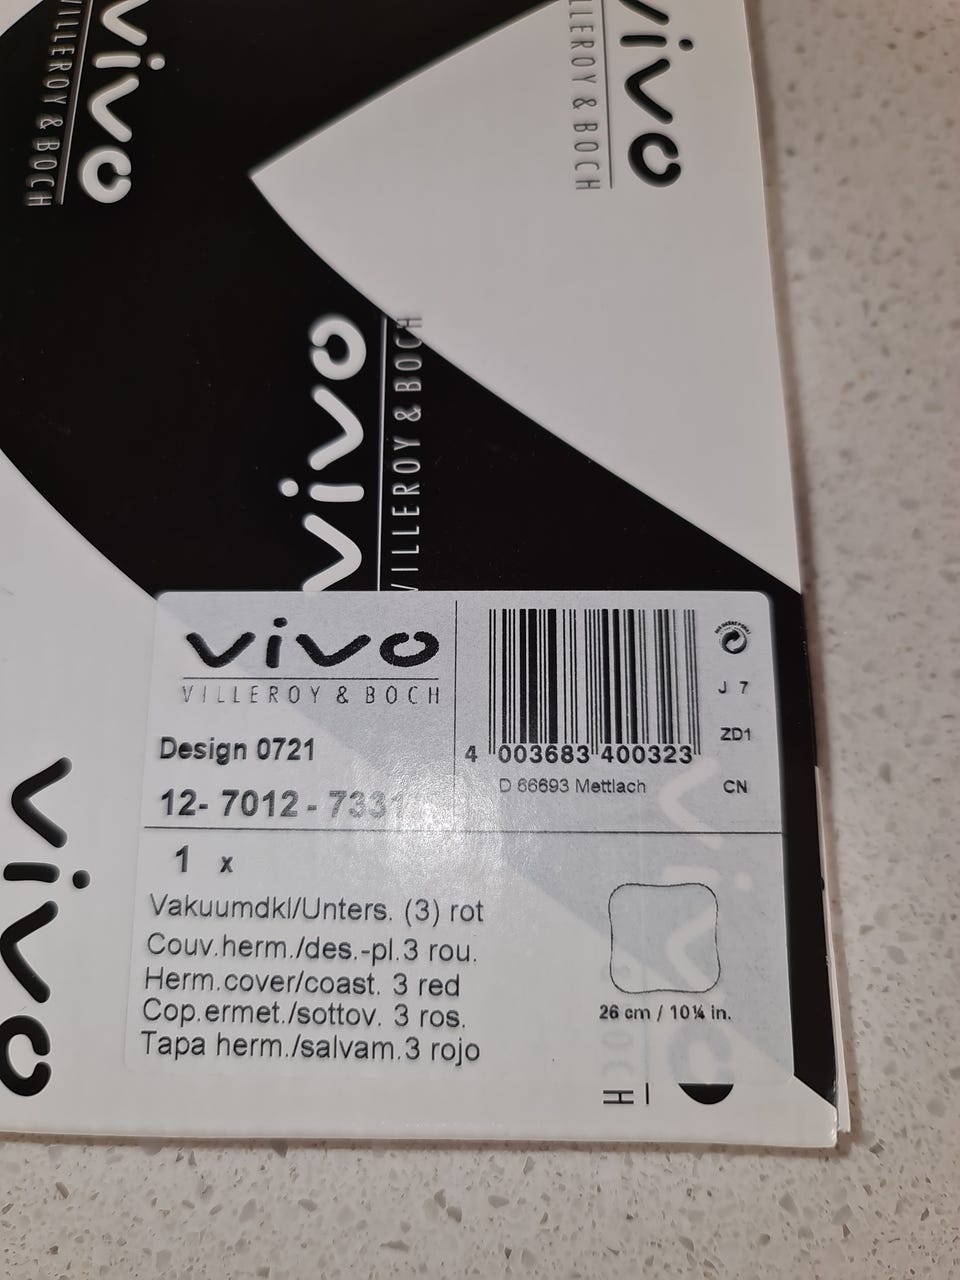 vivo
VILLEROY & BOCH
vivo
VILLEROY & BOCH
vivo
VILLEROY & BOCH
vivo
vivo
VILLEROY & BOCH
Design 0721
12- 7012 - 7331
4 003683 400323
D 66693 Mettlach
J 7
ZD1
CN
1 x
Vakuumdkl/Unters. (3) rot
Couv.herm./des.-pl.3 rou.
Herm.cover/coast. 3 red
Cop.ermet./sottov. 3 ros.
Tapa herm./salvam.3 rojo
26 cm / 10¼ in.
H